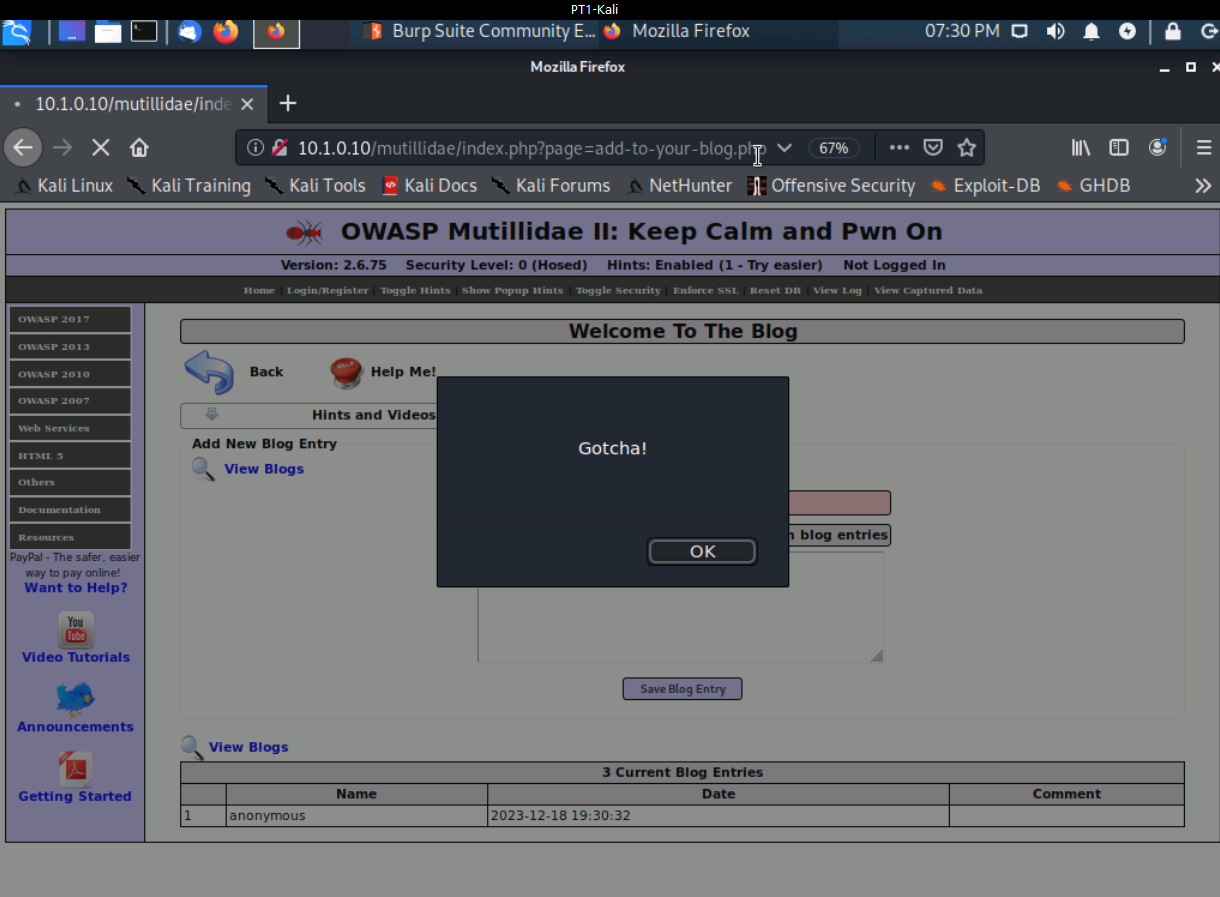 PT1-Kali
Burp Suite Community E... Mozilla Firefox 07:30 PM
Mozilla Firefox
10.1.0.10/mutillidae/inde
10.1.0.10/mutillidae/index.php?page=add-to-your-blog.php 67%
Kali Linux Kali Training Kali Tools Kali Docs Kali Forums NetHunter Offensive Security Exploit-DB GHDB
OWASP Mutillidae II: Keep Calm and Pwn On
Version: 2.6.75 Security Level: 0 (Hosed) Hints: Enabled (1 - Try easier) Not Logged In
Home | Login/Register | Toggle Hints | Show Popup Hints | Toggle Security | Enforce SSL | Reset DB | View Log | View Captured Data
OWASP 2017
OWASP 2013
OWASP 2010
OWASP 2007
Web Services
HTML 5
Others
Documentation
Resources
PayPal - The safer, easier
way to pay online!
Want to Help?
You
Tube
Video Tutorials
Announcements
Getting Started
Welcome To The Blog
Back
HELP
Help Me!
Hints and Videos
Add New Blog Entry
View Blogs
Gotcha!
OK
blog entries
Save Blog Entry
View Blogs
3 Current Blog Entries
Name Date Comment
1 anonymous 2023-12-18 19:30:32